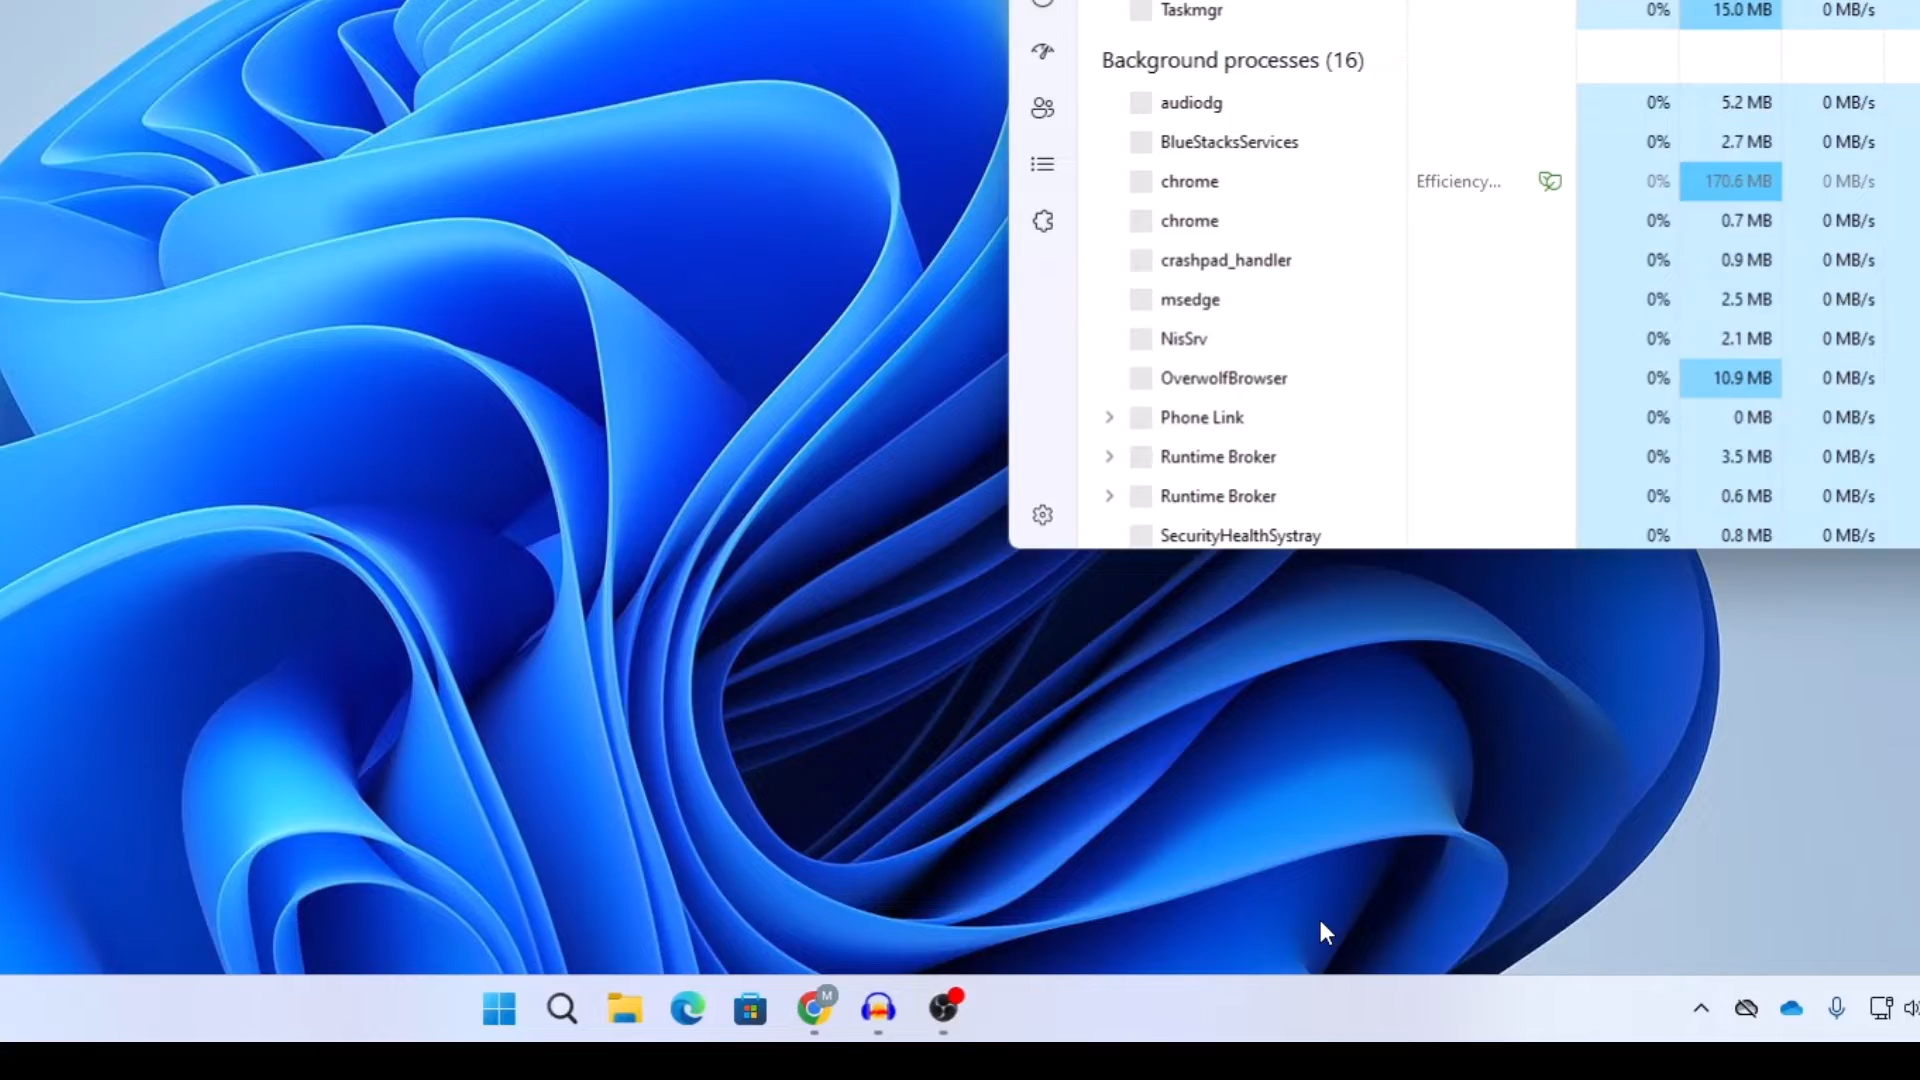 Taskmgr 0% 15.0 MB 0 MB/s
Background processes (16)
audiodg 0% 5.2 MB 0 MB/s
BlueStacksServices 0% 2.7 MB 0 MB/s
chrome Efficiency... 0% 170.6 MB 0 MB/s
chrome 0% 0.7 MB 0 MB/s
crashpad_handler 0% 0.9 MB 0 MB/s
msedge 0% 2.5 MB 0 MB/s
NisSrv 0% 2.1 MB 0 MB/s
OverwolfBrowser 0% 10.9 MB 0 MB/s
Phone Link 0% 0 MB 0 MB/s
Runtime Broker 0% 3.5 MB 0 MB/s
Runtime Broker 0% 0.6 MB 0 MB/s
SecurityHealthSystray 0% 0.8 MB 0 MB/s
M